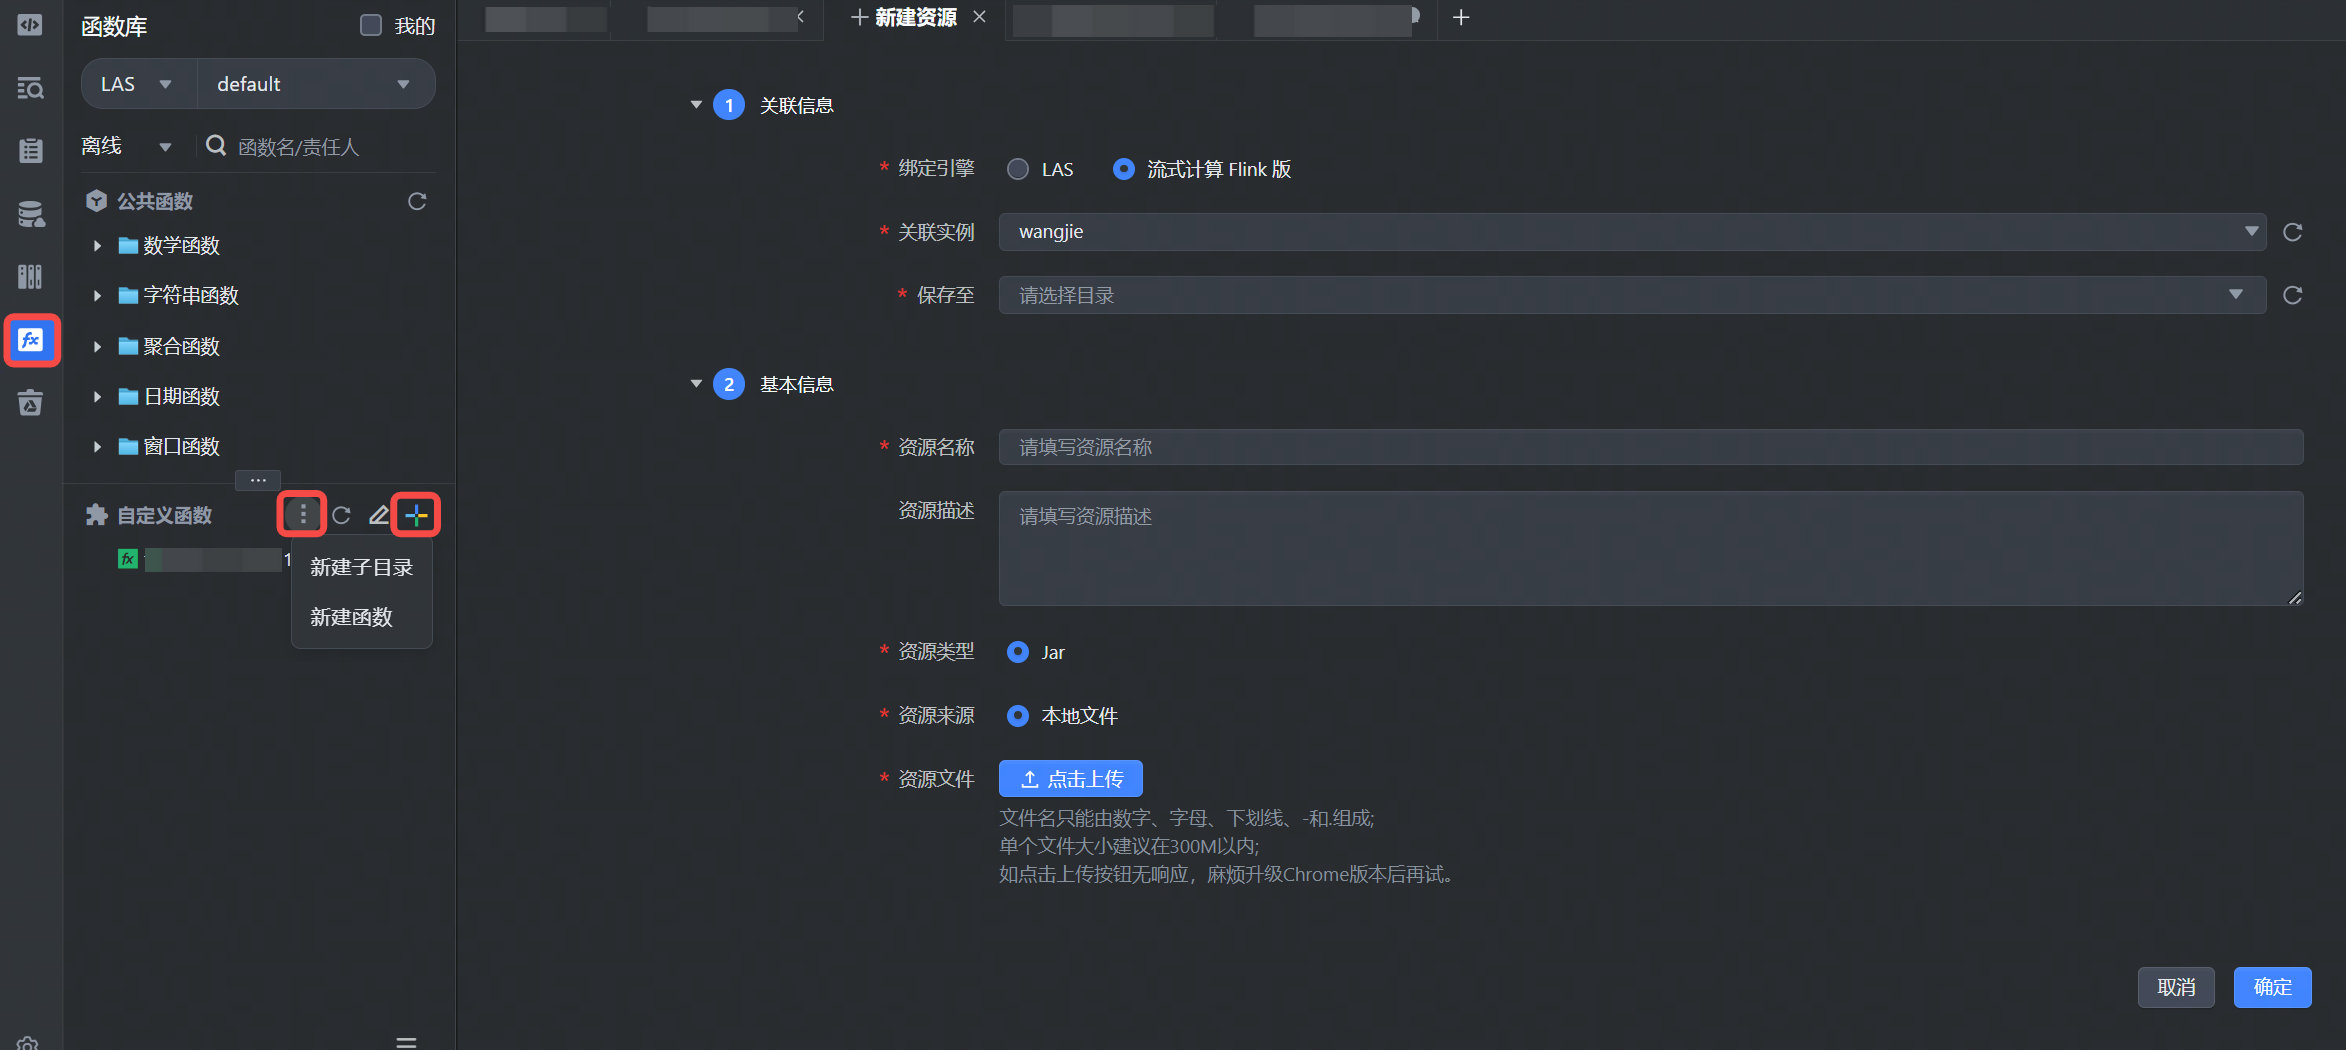 函数库
我的
LAS
default
离线
函数名/责任人
公共函数
数学函数
字符串函数
聚合函数
日期函数
窗口函数
...
自定义函数
fx
1
新建子目录
新建函数
新建资源
1 关联信息
* 绑定引擎
LAS
流式计算 Flink 版
* 关联实例
wangjie
* 保存至
请选择目录
2 基本信息
* 资源名称
请填写资源名称
资源描述
请填写资源描述
* 资源类型
Jar
* 资源来源
本地文件
* 资源文件
点击上传
文件名只能由数字、字母、下划线、-和.组成;
单个文件大小建议在300M以内;
如点击上传按钮无响应，麻烦升级Chrome版本后再试。
取消
确定